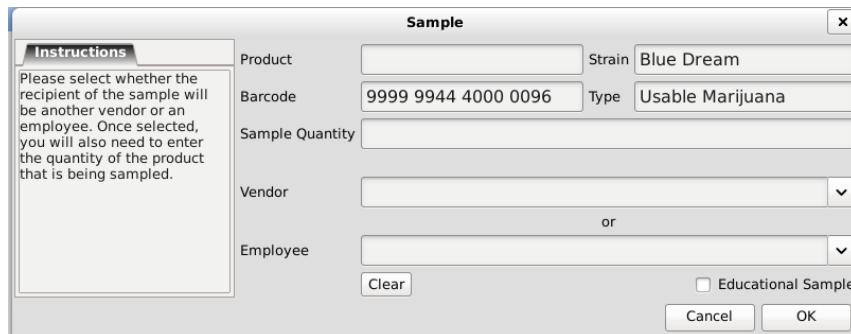 Sample
Instructions
Please select whether the
recipient of the sample will
be another vendor or an
employee. Once selected,
you will also need to enter
the quantity of the product
that is being sampled.
Product
Strain Blue Dream
Barcode 9999 9944 4000 0096 Type Usable Marijuana
Sample Quantity
Vendor
or
Employee
Clear
Educational Sample
Cancel OK